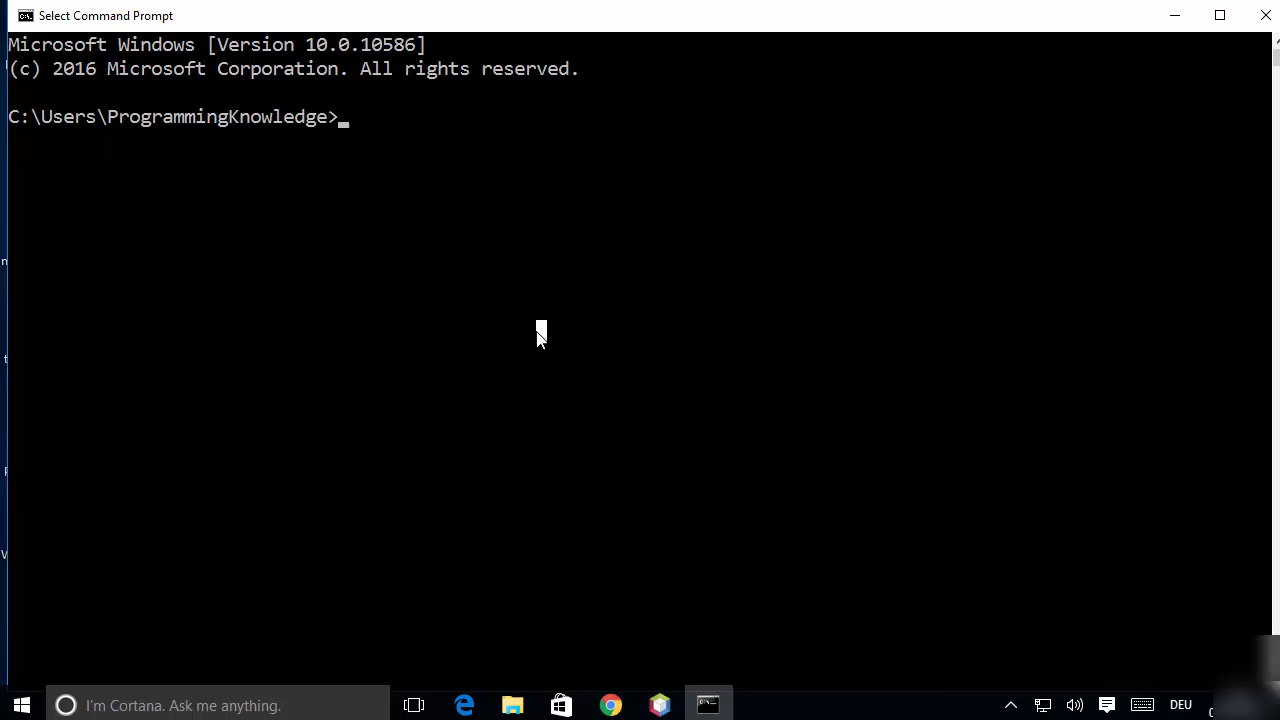 Select Command Prompt
Microsoft Windows [Version 10.0.10586]
(c) 2016 Microsoft Corporation. All rights reserved.
C:\Users\ProgrammingKnowledge>
I'm Cortana. Ask me anything.
DEU